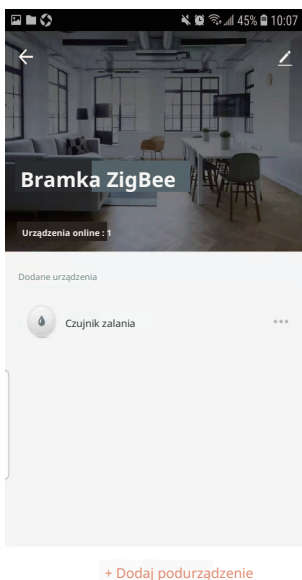 45% 10:07
Bramka ZigBee
Urządzenia online : 1
Dodane urządzenia
Czujnik zalania
+ Dodaj podurządzenie